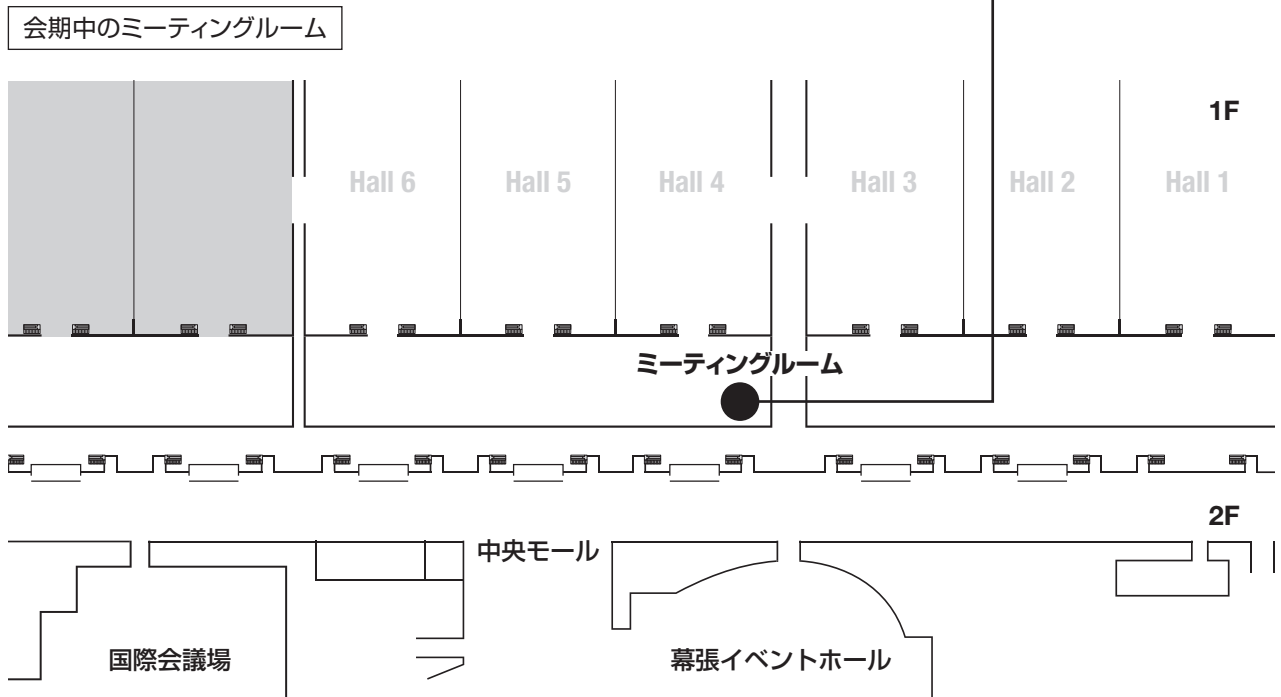 会期中のミーティングルーム
1F
Hall 6
Hall 5
Hall 4
Hall 3
Hall 2
Hall 1
ミーティングルーム
2F
中央モール
国際会議場
幕張イベントホール